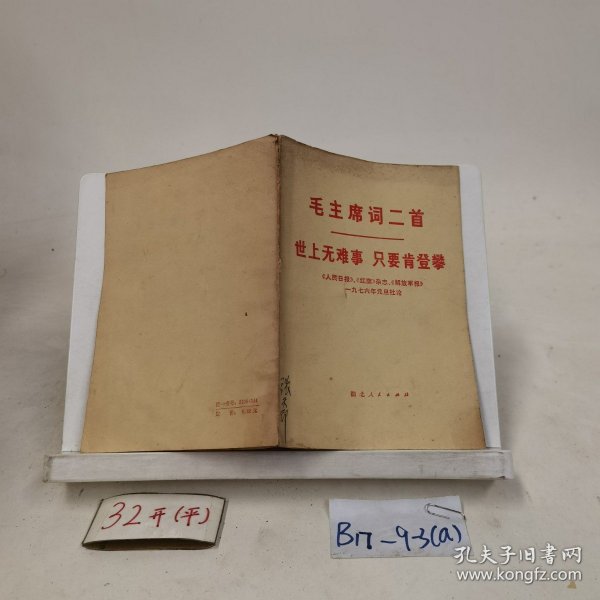 毛主席词二首
世上无难事 只要肯登攀
《人民日报》、《红旗》杂志、《解放军报》
一九七六年元旦社论
湖北人民出版社
32开(平)
B17-93(a)
孔夫子旧书网
www.kongfz.com